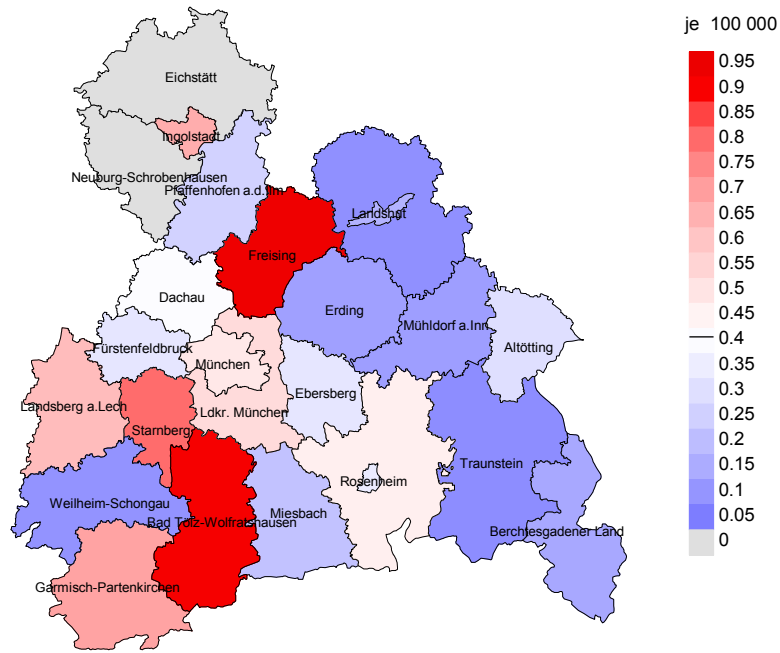 je 100 000
0.95
0.9
0.85
0.8
0.75
0.7
0.65
0.6
0.55
0.5
0.45
0.4
0.35
0.3
0.25
0.2
0.15
0.1
0.05
0
Eichstätt
Ingolstadt
Neuburg-Schrobenhausen
Pfaffenhofen a.d.Ilm
Landshut
Freising
Dachau
Erding
Mühldorf a.Inn
Altötting
Fürstenfeldbruck
München
Ebersberg
Landsberg a.Lech
Ldkr. München
Starnberg
Traunstein
Rosenheim
Weilheim-Schongau
Miesbach
Bad Tölz-Wolfratshausen
Berchtesgadener Land
Garmisch-Partenkirchen